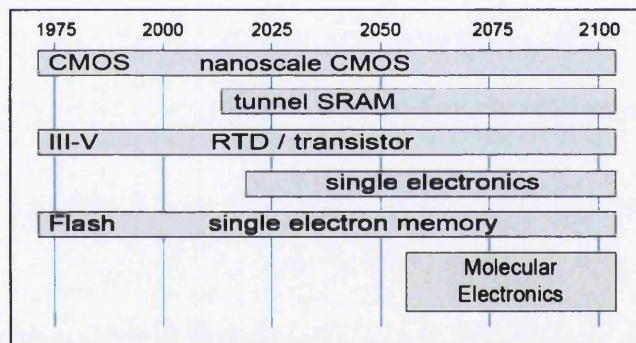 1975 2000 2025 2050 2075 2100
CMOS nanoscale CMOS
tunnel SRAM
III-V RTD / transistor
single electronics
Flash single electron memory
Molecular
Electronics